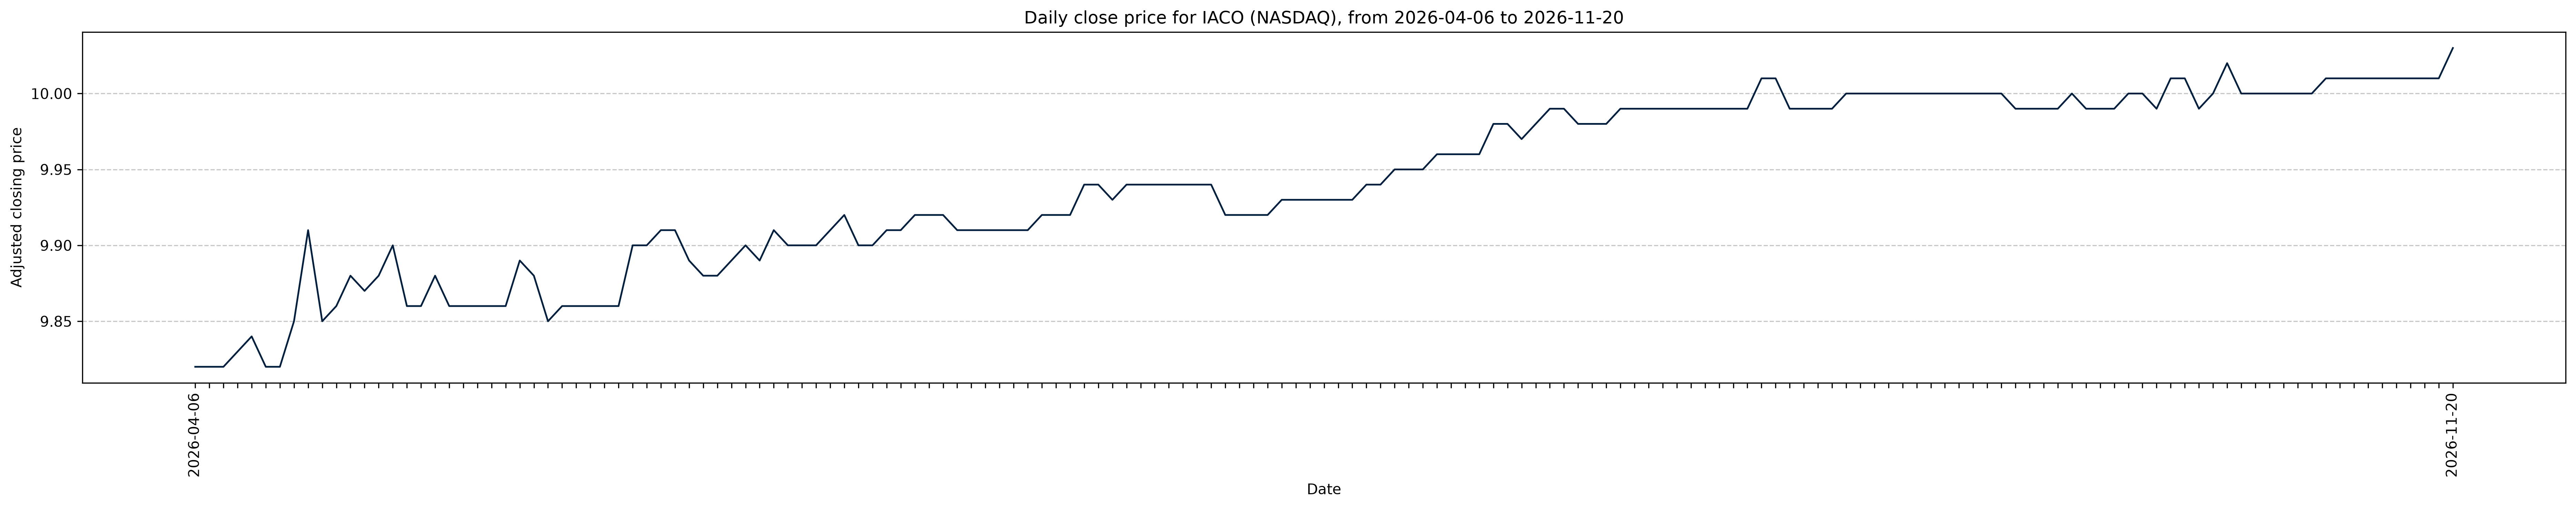 Daily close price for IACO (NASDAQ), from 2026-04-06 to 2026-11-20
Adjusted closing price
10.00
9.95
9.90
9.85
2026-04-06
2026-11-20
Date